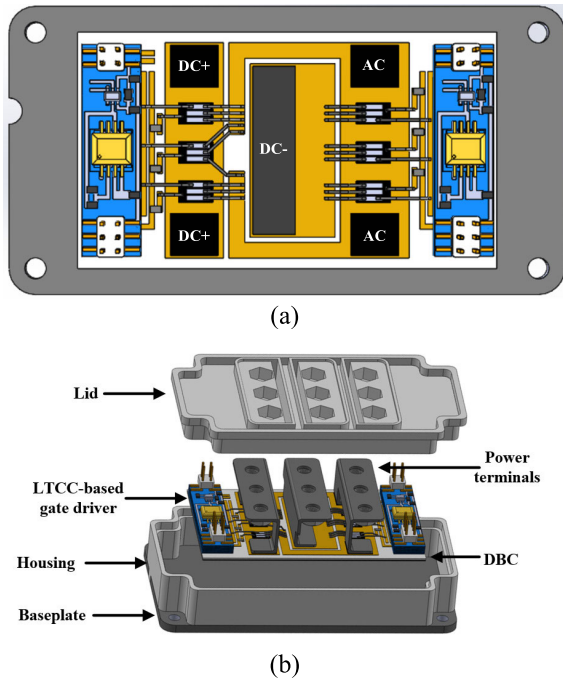 DC+
AC
DC-
DC+
AC
(a)
Lid
Power
terminals
LTCC-based
gate driver
Housing
DBC
Baseplate
(b)